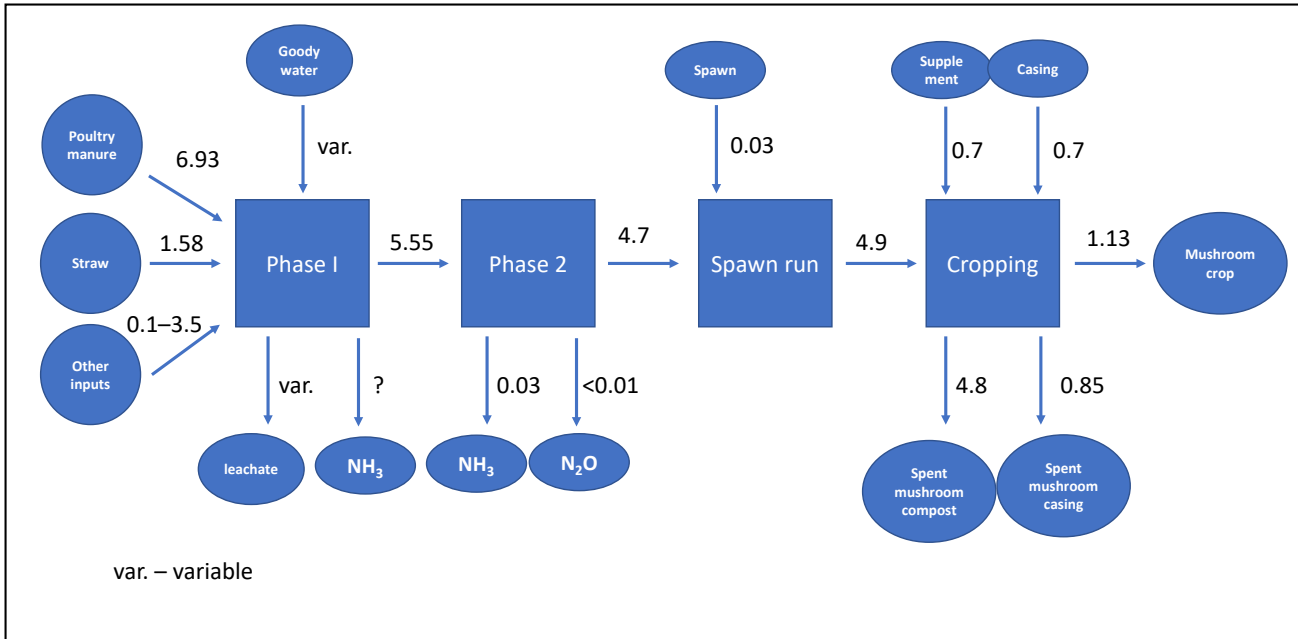 Goody
water
Spawn
Supple
ment
Casing
Poultry
manure
6.93
var.
0.03
0.7
0.7
Straw
1.58
Phase I
5.55
Phase 2
4.7
Spawn run
4.9
Cropping
1.13
Mushroom
crop
0.1–3.5
Other
inputs
var.
?
0.03
<0.01
4.8
0.85
leachate
NH₃
NH₃
N₂O
Spent
mushroom
compost
Spent
mushroom
casing
var. – variable